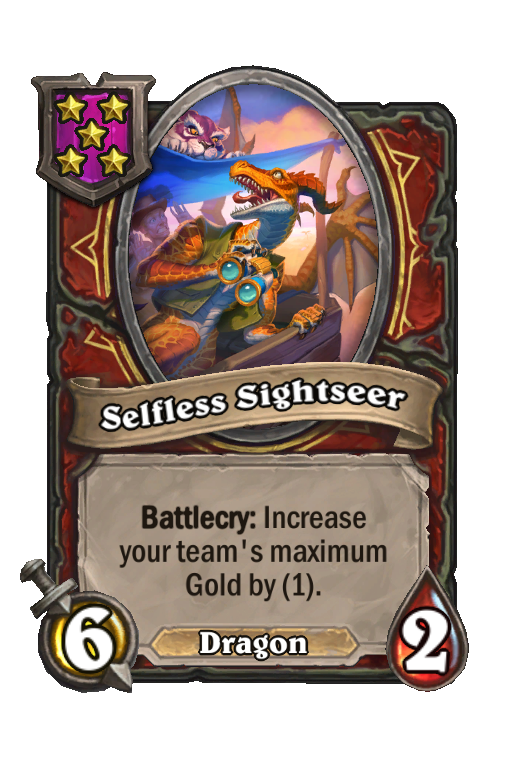 Selfless Sightseer
Battlecry: Increase
your team's maximum
Gold by (1).
6
Dragon
2